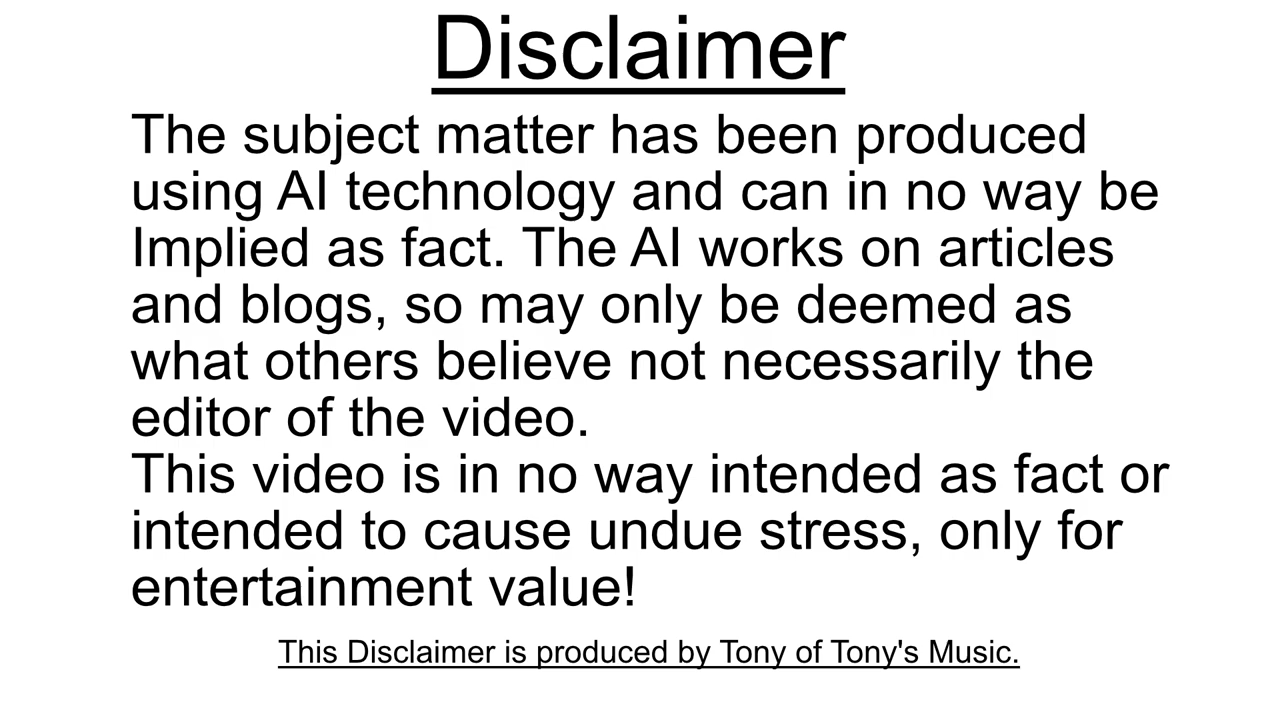 Disclaimer
The subject matter has been produced
using AI technology and can in no way be
Implied as fact. The AI works on articles
and blogs, so may only be deemed as
what others believe not necessarily the
editor of the video.
This video is in no way intended as fact or
intended to cause undue stress, only for
entertainment value!
This Disclaimer is produced by Tony of Tony's Music.